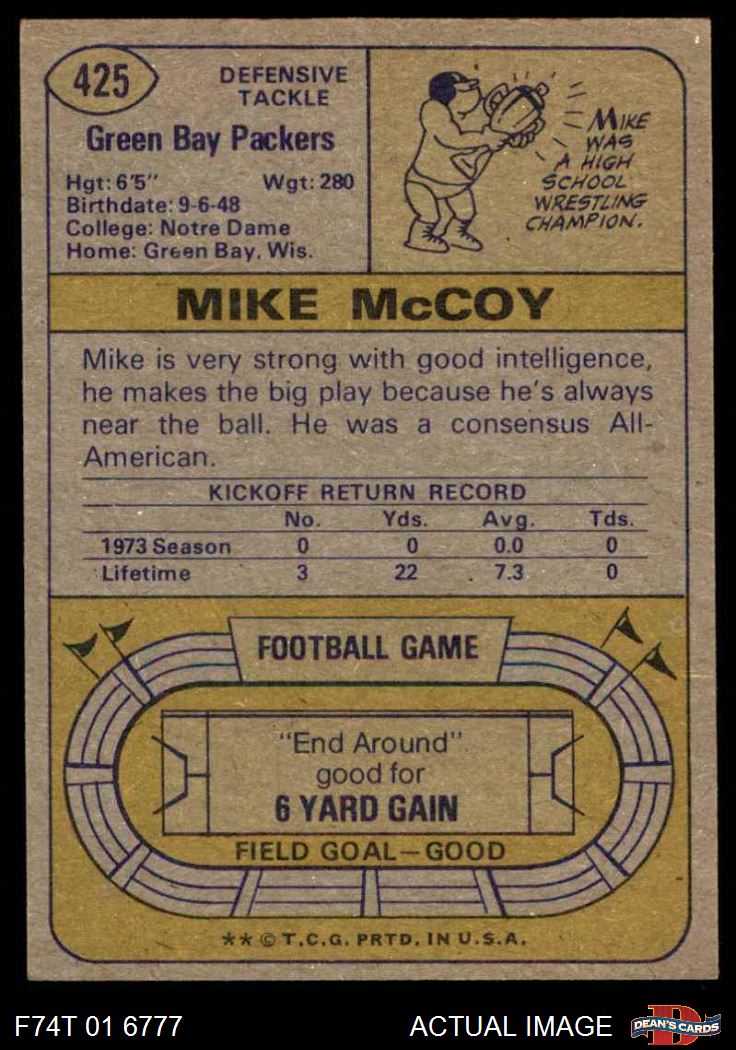 425
DEFENSIVE
TACKLE
Green Bay Packers
Hgt: 6'5" Wgt: 280
Birthdate: 9-6-48
College: Notre Dame
Home: Green Bay, Wis.
MIKE
WAS
A HIGH
SCHOOL
WRESTLING
CHAMPION.
MIKE McCOY
Mike is very strong with good intelligence,
he makes the big play because he's always
near the ball. He was a consensus All-
American.
KICKOFF RETURN RECORD
No. Yds. Avg. Tds.
1973 Season 0 0 0.0 0
Lifetime 3 22 7.3 0
FOOTBALL GAME
"End Around"
good for
6 YARD GAIN
FIELD GOAL—GOOD
** © T.C.G. PRTD. IN U.S.A.
F74T 01 6777 ACTUAL IMAGE
D
DEAN'S CARDS